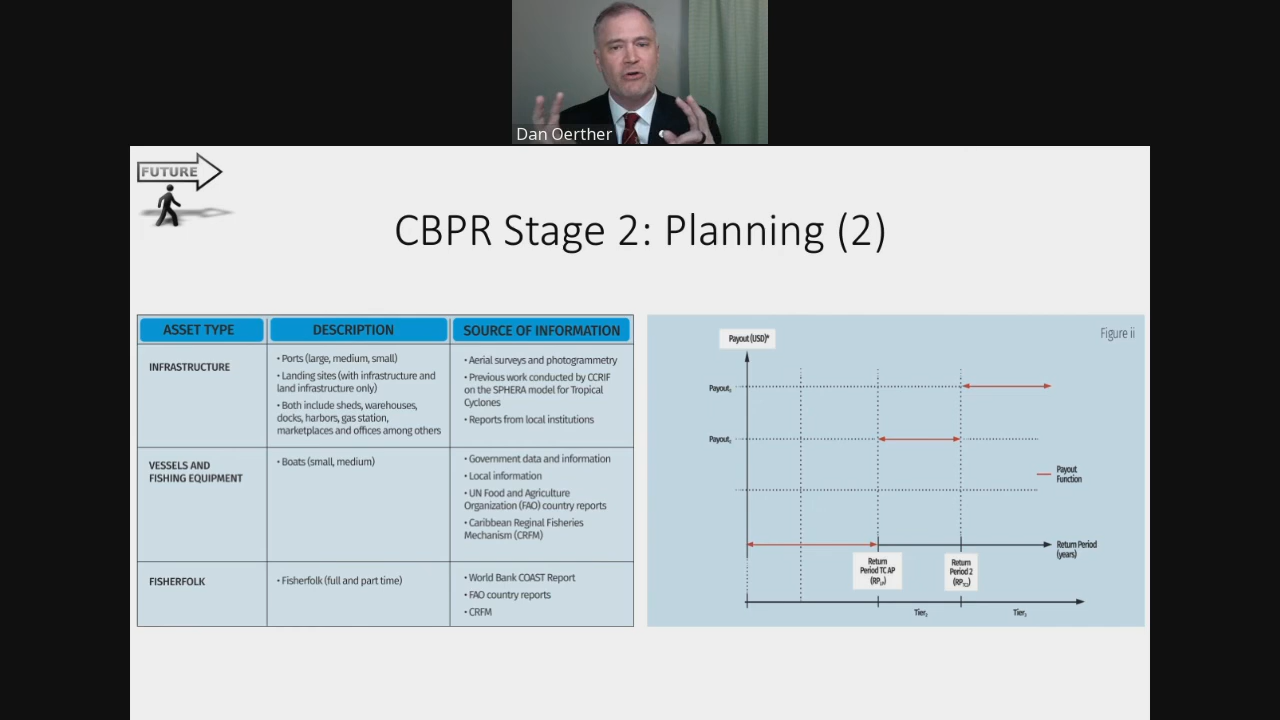 Dan Oerther
FUTURE
CBPR Stage 2: Planning (2)
ASSET TYPE
DESCRIPTION
SOURCE OF INFORMATION
INFRASTRUCTURE
• Ports (large, medium, small)
• Landing sites (with infrastructure and
land infrastructure only)
• Both include sheds, warehouses,
docks, harbors, gas station,
marketplaces and offices among others
• Aerial surveys and photogrammetry
• Previous work conducted by CCRIF
on the SPHERA model for Tropical
Cyclones
• Reports from local institutions
VESSELS AND
FISHING EQUIPMENT
• Boats (small, medium)
• Government data and information
• Local information
• UN Food and Agriculture
Organization (FAO) country reports
• Caribbean Reginal Fisheries
Mechanism (CRFM)
FISHERFOLK
• Fisherfolk (full and part time)
• World Bank COAST Report
• FAO country reports
• CRFM
Figure ii
Payout (USD)*
Payout
Payout
Payout
Function
Return Period
(years)
Return
Period TC AP
Return
Period 2
Tier
Tier